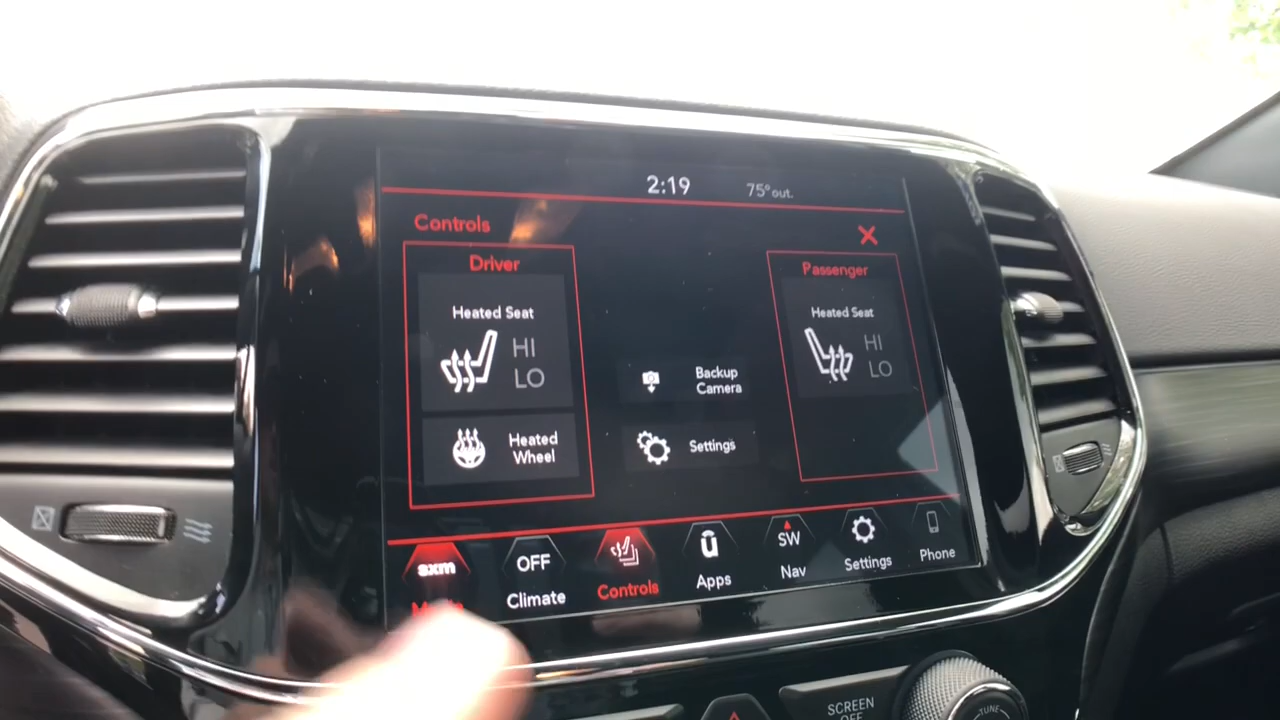 2:19
75° out.
Controls
Driver
Passenger
Heated Seat
HI
LO
Heated Seat
HI
LO
Backup
Camera
Heated
Wheel
Settings
sxm
OFF
SW
Climate
Controls
Apps
Nav
Settings
Phone
SCREEN
OFF
TUNE